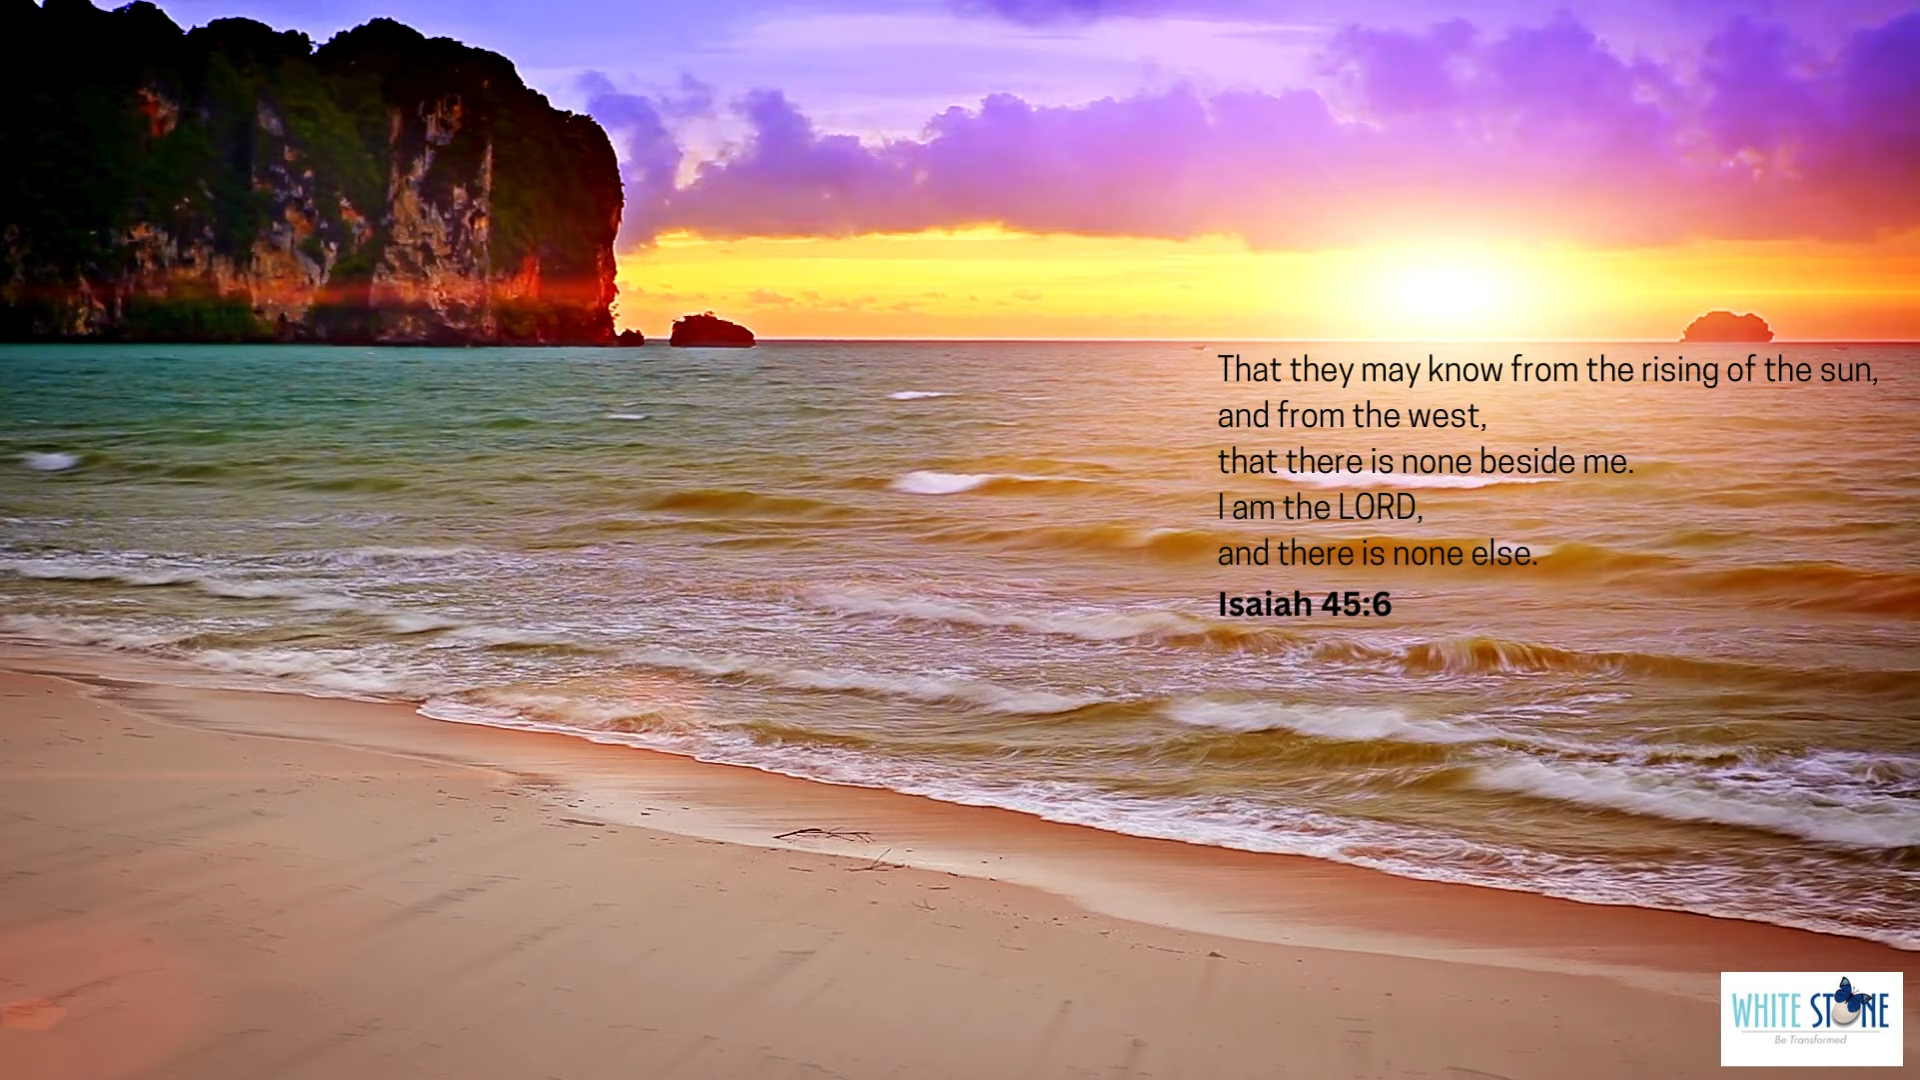 That they may know from the rising of the sun,
and from the west,
that there is none beside me.
I am the LORD,
and there is none else.
Isaiah 45:6
WHITE STONE
Be Transformed